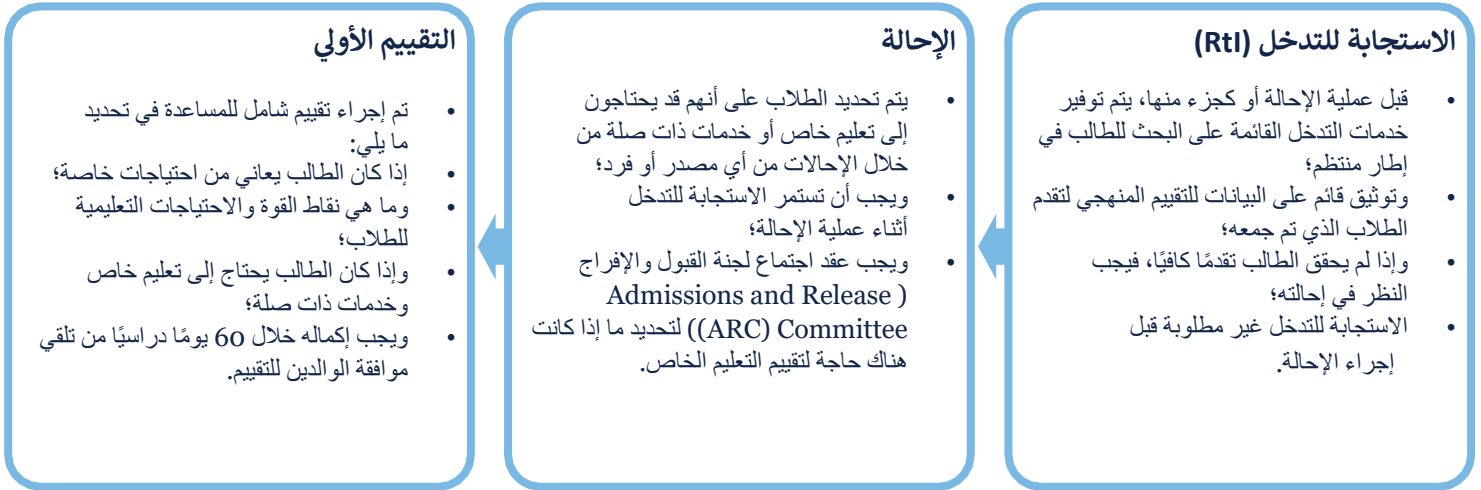 الاستجابة للتدخل (RtI)
• قبل عملية الإحالة أو كجزء منها، يتم توفير
خدمات التدخل القائمة على البحث للطالب في
إطار منتظم؛
• وتوثيق قائم على البيانات للتقييم المنهجي لتقدم
الطلاب الذي تم جمعه؛
• وإذا لم يحقق الطالب تقدمًا كافيًا، فيجب
النظر في إحالته؛
• الاستجابة للتدخل غير مطلوبة قبل
إجراء الإحالة.
الإحالة
• يتم تحديد الطلاب على أنهم قد يحتاجون
إلى تعليم خاص أو خدمات ذات صلة من
خلال الإحالات من أي مصدر أو فرد؛
• ويجب أن تستمر الاستجابة للتدخل
أثناء عملية الإحالة؛
• ويجب عقد اجتماع لجنة القبول والإفراج
( Admissions and Release
Committee (ARC)) لتحديد ما إذا كانت
هناك حاجة لتقييم التعليم الخاص.
التقييم الأولي
• تم إجراء تقييم شامل للمساعدة في تحديد
ما يلي:
• إذا كان الطالب يعاني من احتياجات خاصة؛
• وما هي نقاط القوة والاحتياجات التعليمية
للطلاب؛
• وإذا كان الطالب يحتاج إلى تعليم خاص
وخدمات ذات صلة؛
• ويجب إكماله خلال 60 يومًا دراسيًا من تلقي
موافقة الوالدين للتقييم.